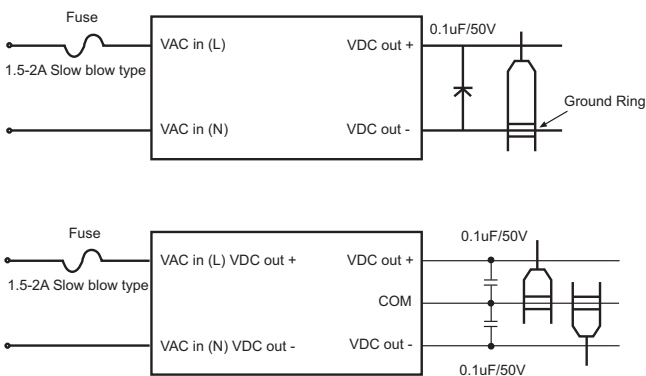 Fuse
0.1uF/50V
VAC in (L)
VDC out +
1.5-2A Slow blow type
Ground Ring
VAC in (N)
VDC out -
Fuse
0.1uF/50V
VAC in (L) VDC out +
VDC out +
1.5-2A Slow blow type
COM
VAC in (N) VDC out -
VDC out -
0.1uF/50V